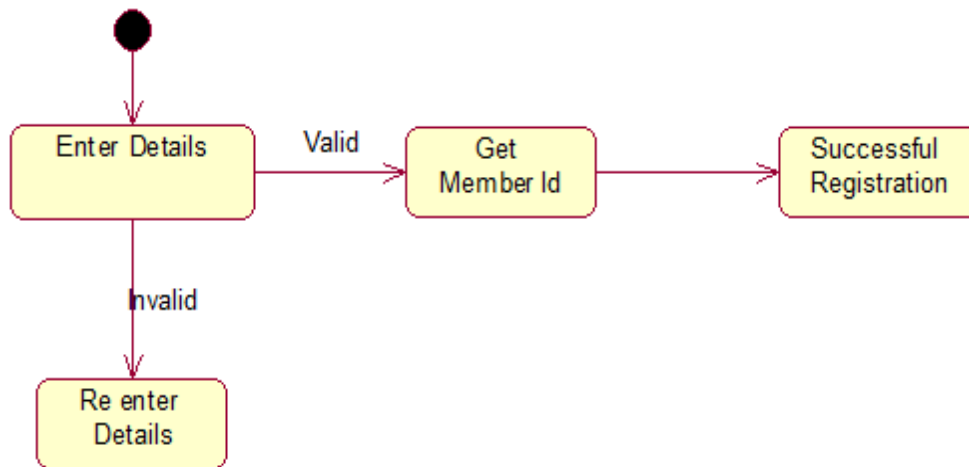 Enter Details
Valid
Get
Member Id
Successful
Registration
Invalid
Re enter
Details